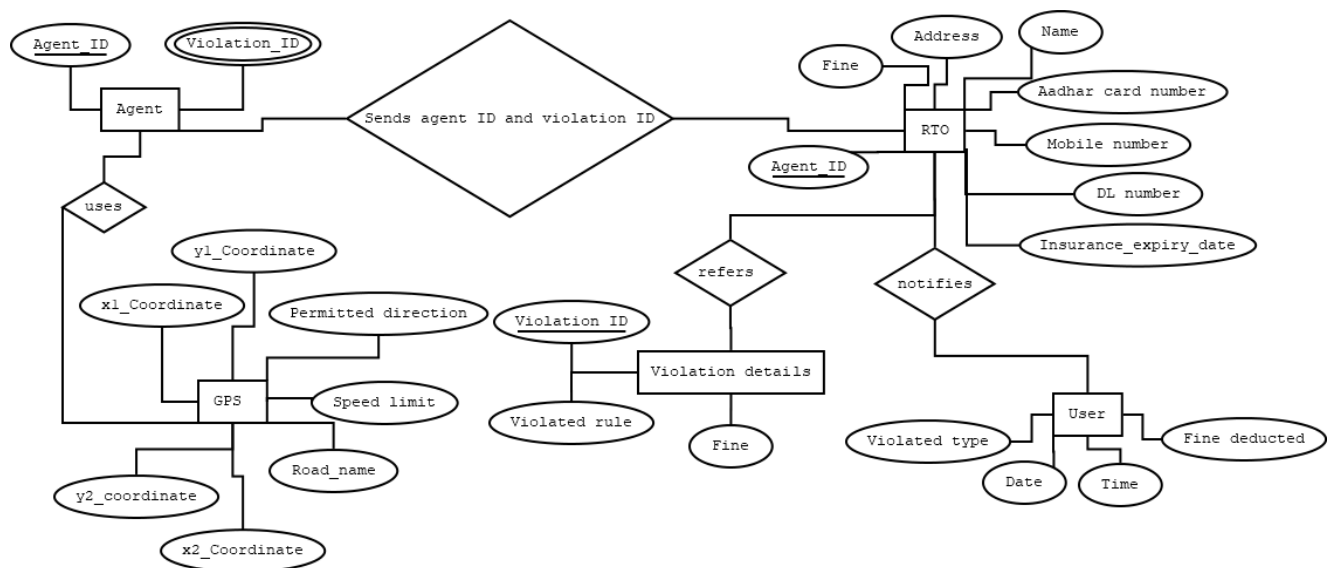 Agent_ID
Violation_ID
Address
Name
Fine
Aadhar card number
Agent
Sends agent ID and violation ID
RTO
Mobile number
Agent_ID
DL number
uses
Insurance_expiry_date
y1_Coordinate
refers
notifies
x1_Coordinate
Permitted direction
Violation ID
Violation details
GPS
Speed limit
Violated rule
User
Violated type
Fine deducted
Fine
Road_name
Date
Time
y2_coordinate
x2_Coordinate